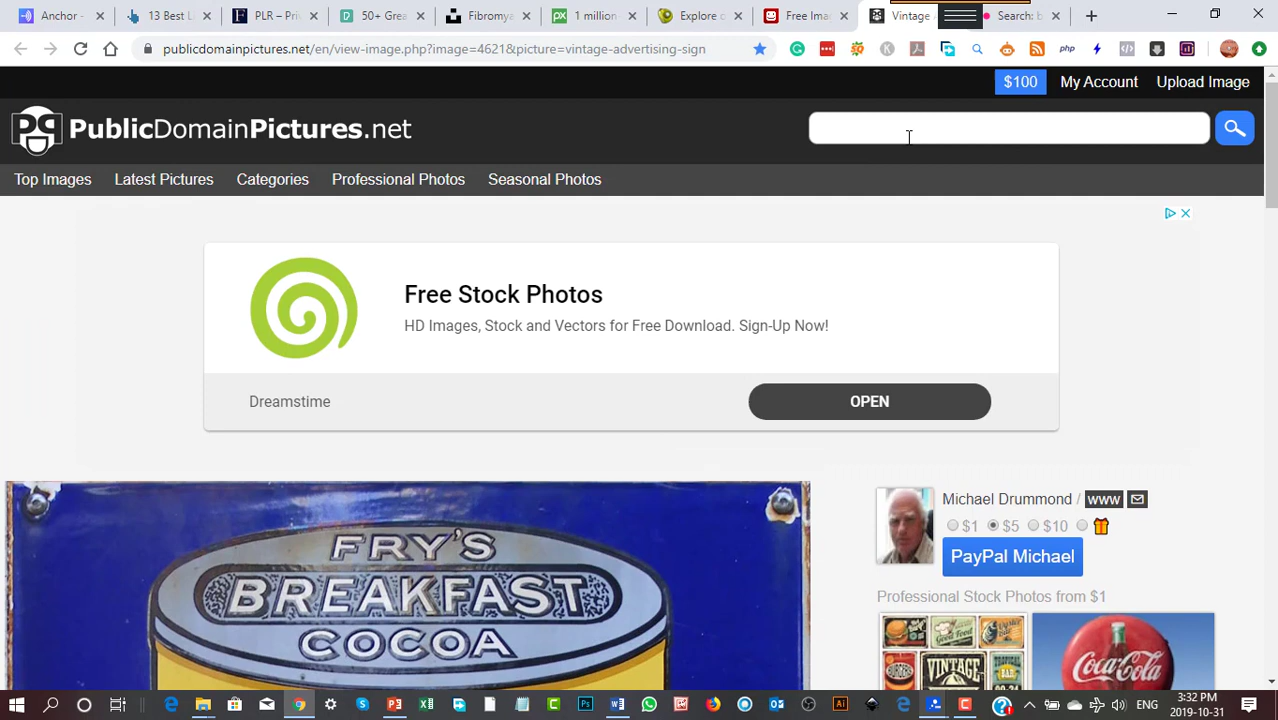 Anchor -
13 Best
50+ Grea
Fibromy
1 million
Explore c
Free Ima
Vintage
Search: b
publicdomainpictures.net/en/view-image.php?image=4621&picture=vintage-advertising-sign
php
$100 My Account Upload Image
PublicDomainPictures.net
Top Images Latest Pictures Categories Professional Photos Seasonal Photos
Free Stock Photos
HD Images, Stock and Vectors for Free Download. Sign-Up Now!
Dreamstime OPEN
FRY'S
BREAKFAST
COCOA
Michael Drummond / www
$1 $5 $10
PayPal Michael
Professional Stock Photos from $1
VINTAGE
Coca-Cola
ENG
3:32 PM
2019-10-31